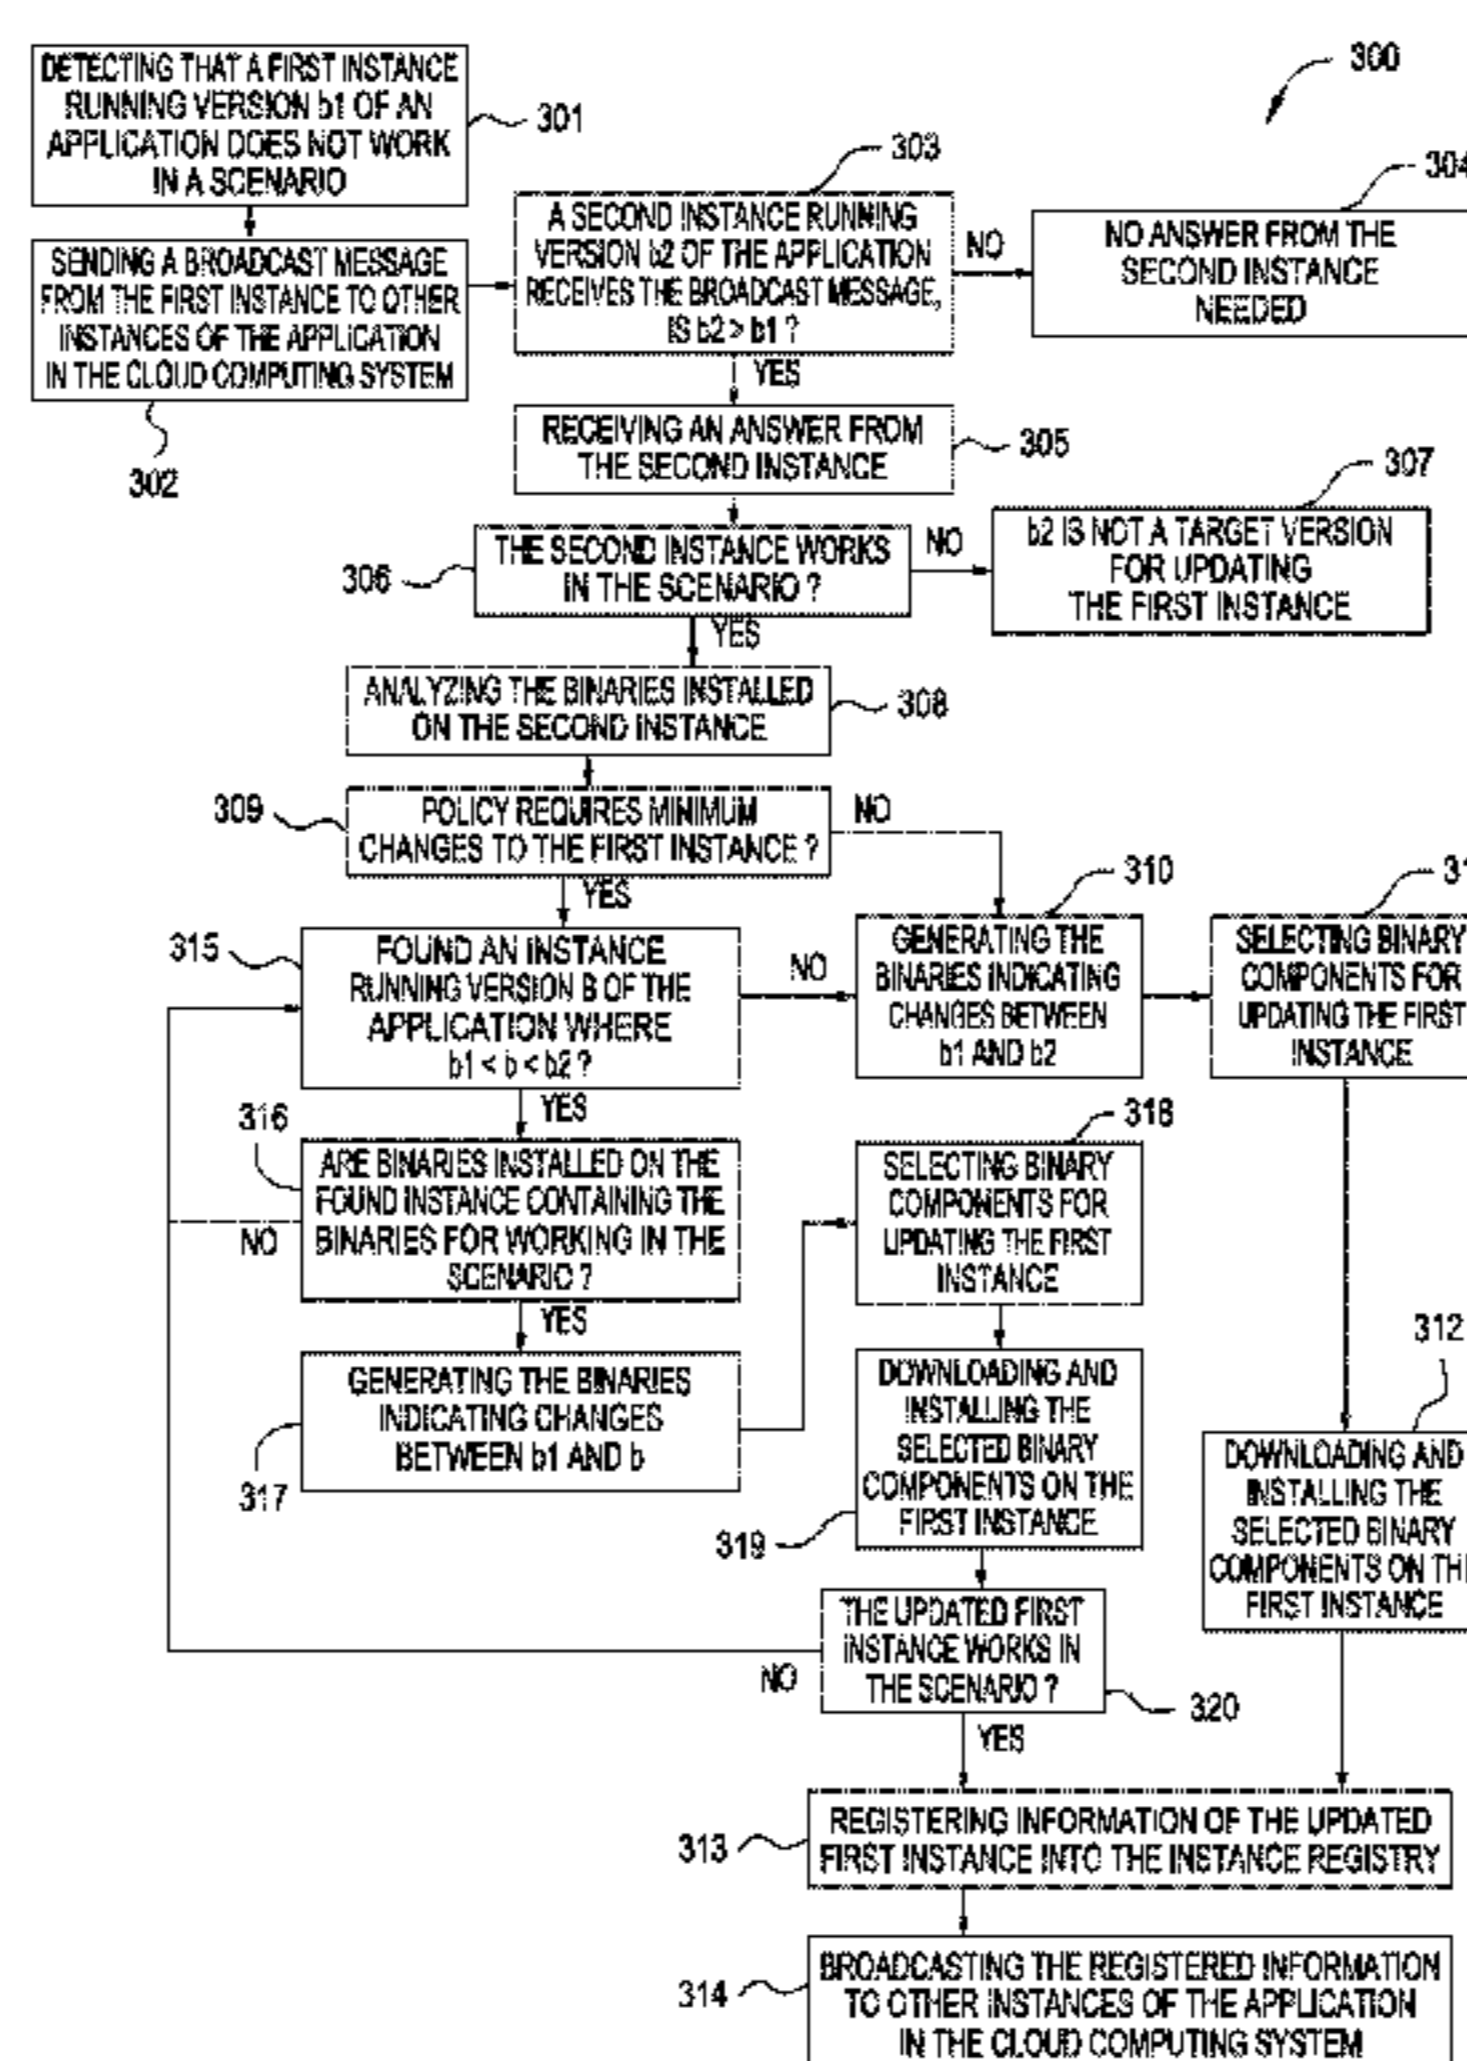 300
DETECTING THAT A FIRST INSTANCE
RUNNING VERSION b1 OF AN
APPLICATION DOES NOT WORK
IN A SCENARIO
301
SENDING A BROADCAST MESSAGE
FROM THE FIRST INSTANCE TO OTHER
INSTANCES OF THE APPLICATION
IN THE CLOUD COMPUTING SYSTEM
302
303
A SECOND INSTANCE RUNNING
VERSION b2 OF THE APPLICATION
RECEIVES THE BROADCAST MESSAGE,
IS b2 > b1 ?
NO
304
NO ANSWER FROM THE
SECOND INSTANCE
NEEDED
YES
RECEIVING AN ANSWER FROM
THE SECOND INSTANCE
305
306
THE SECOND INSTANCE WORKS
IN THE SCENARIO ?
NO
307
b2 IS NOT A TARGET VERSION
FOR UPDATING
THE FIRST INSTANCE
YES
ANALYZING THE BINARIES INSTALLED
ON THE SECOND INSTANCE
308
309
POLICY REQUIRES MINIMUM
CHANGES TO THE FIRST INSTANCE ?
NO
YES
310
GENERATING THE
BINARIES INDICATING
CHANGES BETWEEN
b1 AND b2
31
SELECTING BINARY
COMPONENTS FOR
UPDATING THE FIRST
INSTANCE
315
FOUND AN INSTANCE
RUNNING VERSION B OF THE
APPLICATION WHERE
b1 < b < b2 ?
NO
YES
316
ARE BINARIES INSTALLED ON THE
FOUND INSTANCE CONTAINING THE
BINARIES FOR WORKING IN THE
SCENARIO ?
NO
YES
317
GENERATING THE BINARIES
INDICATING CHANGES
BETWEEN b1 AND b
318
SELECTING BINARY
COMPONENTS FOR
UPDATING THE FIRST
INSTANCE
319
DOWNLOADING AND
INSTALLING THE
SELECTED BINARY
COMPONENTS ON THE
FIRST INSTANCE
312
DOWNLOADING AND
INSTALLING THE
SELECTED BINARY
COMPONENTS ON THE
FIRST INSTANCE
THE UPDATED FIRST
INSTANCE WORKS IN
THE SCENARIO ?
NO
320
YES
313
REGISTERING INFORMATION OF THE UPDATED
FIRST INSTANCE INTO THE INSTANCE REGISTRY
314
BROADCASTING THE REGISTERED INFORMATION
TO OTHER INSTANCES OF THE APPLICATION
IN THE CLOUD COMPUTING SYSTEM